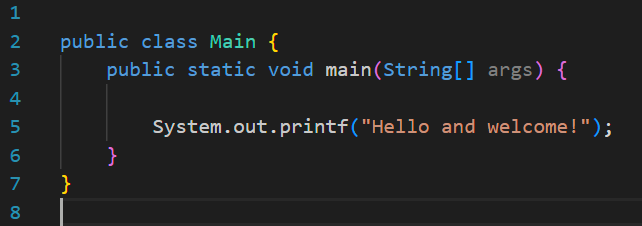 1
2 public class Main {
3     public static void main(String[] args) {
4
5         System.out.printf("Hello and welcome!");
6     }
7 }
8